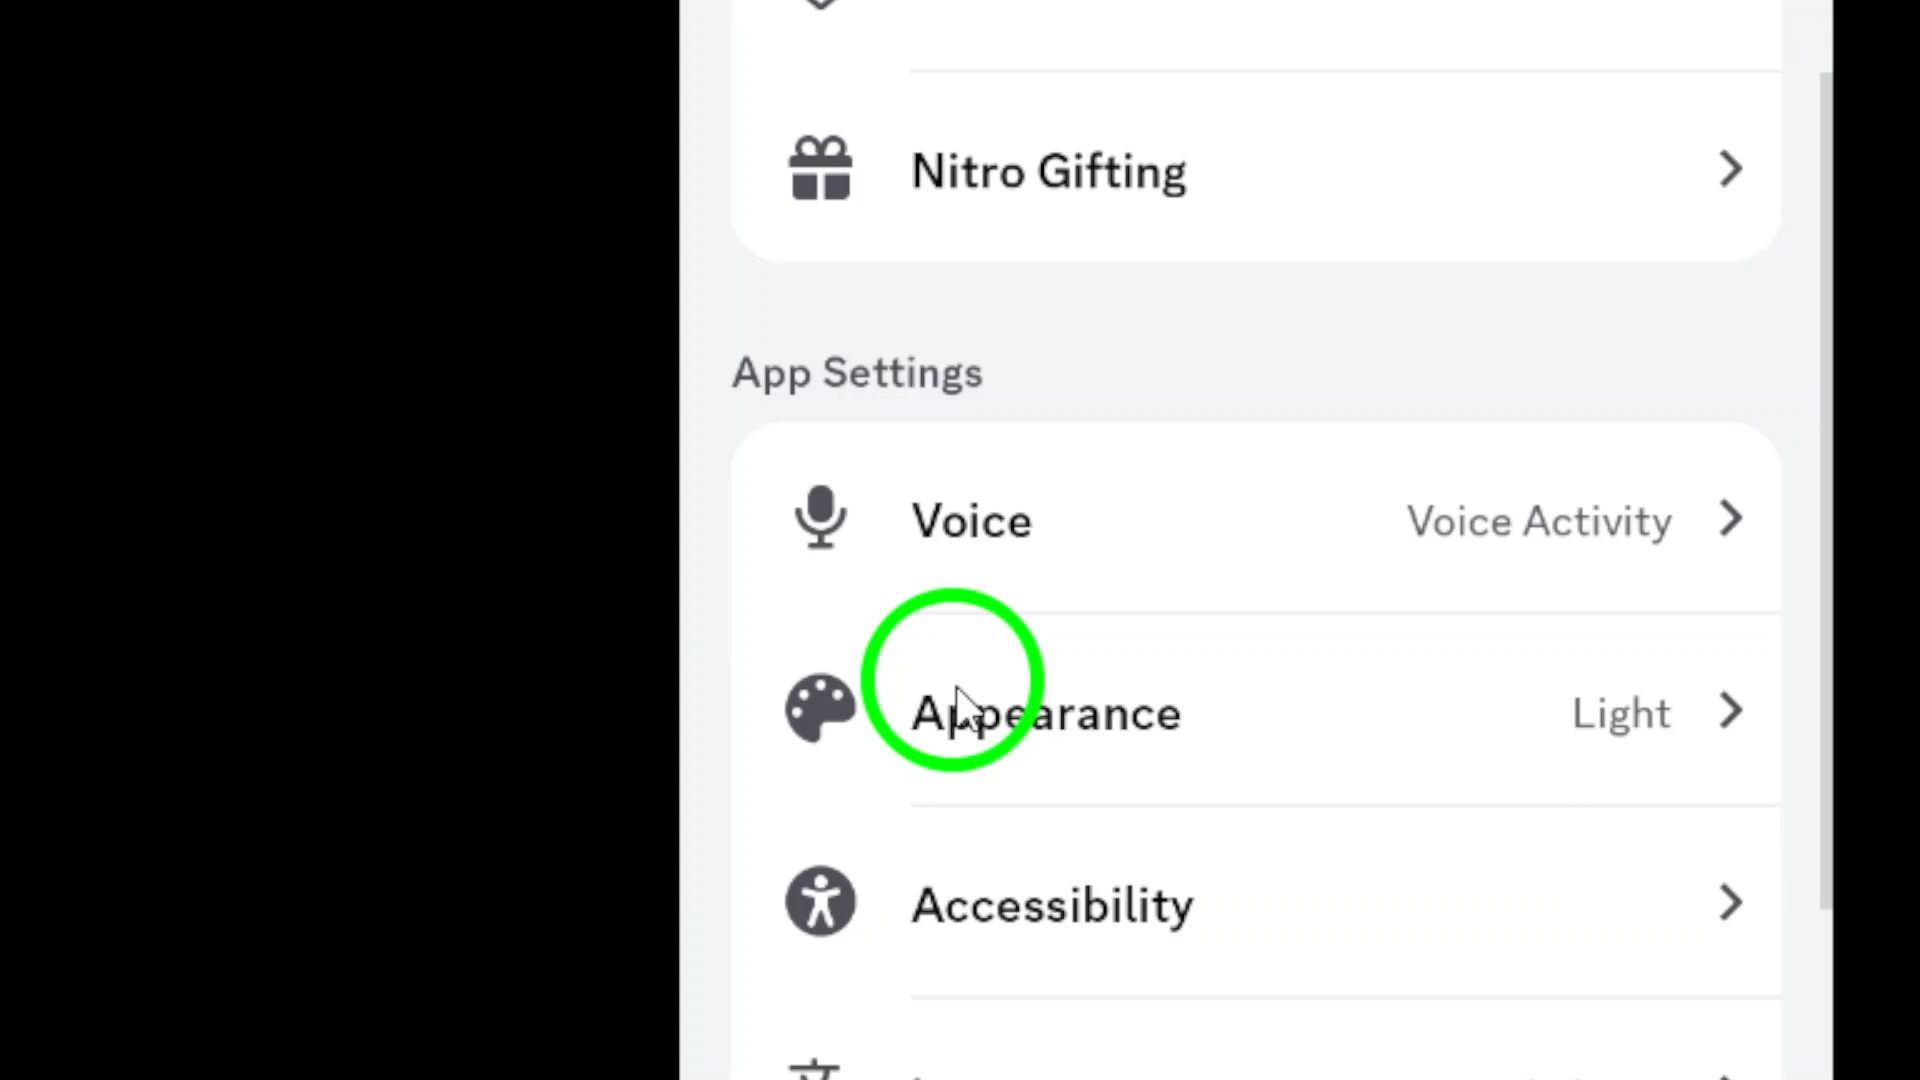 Nitro Gifting
App Settings
Voice Voice Activity
Appearance Light
Accessibility